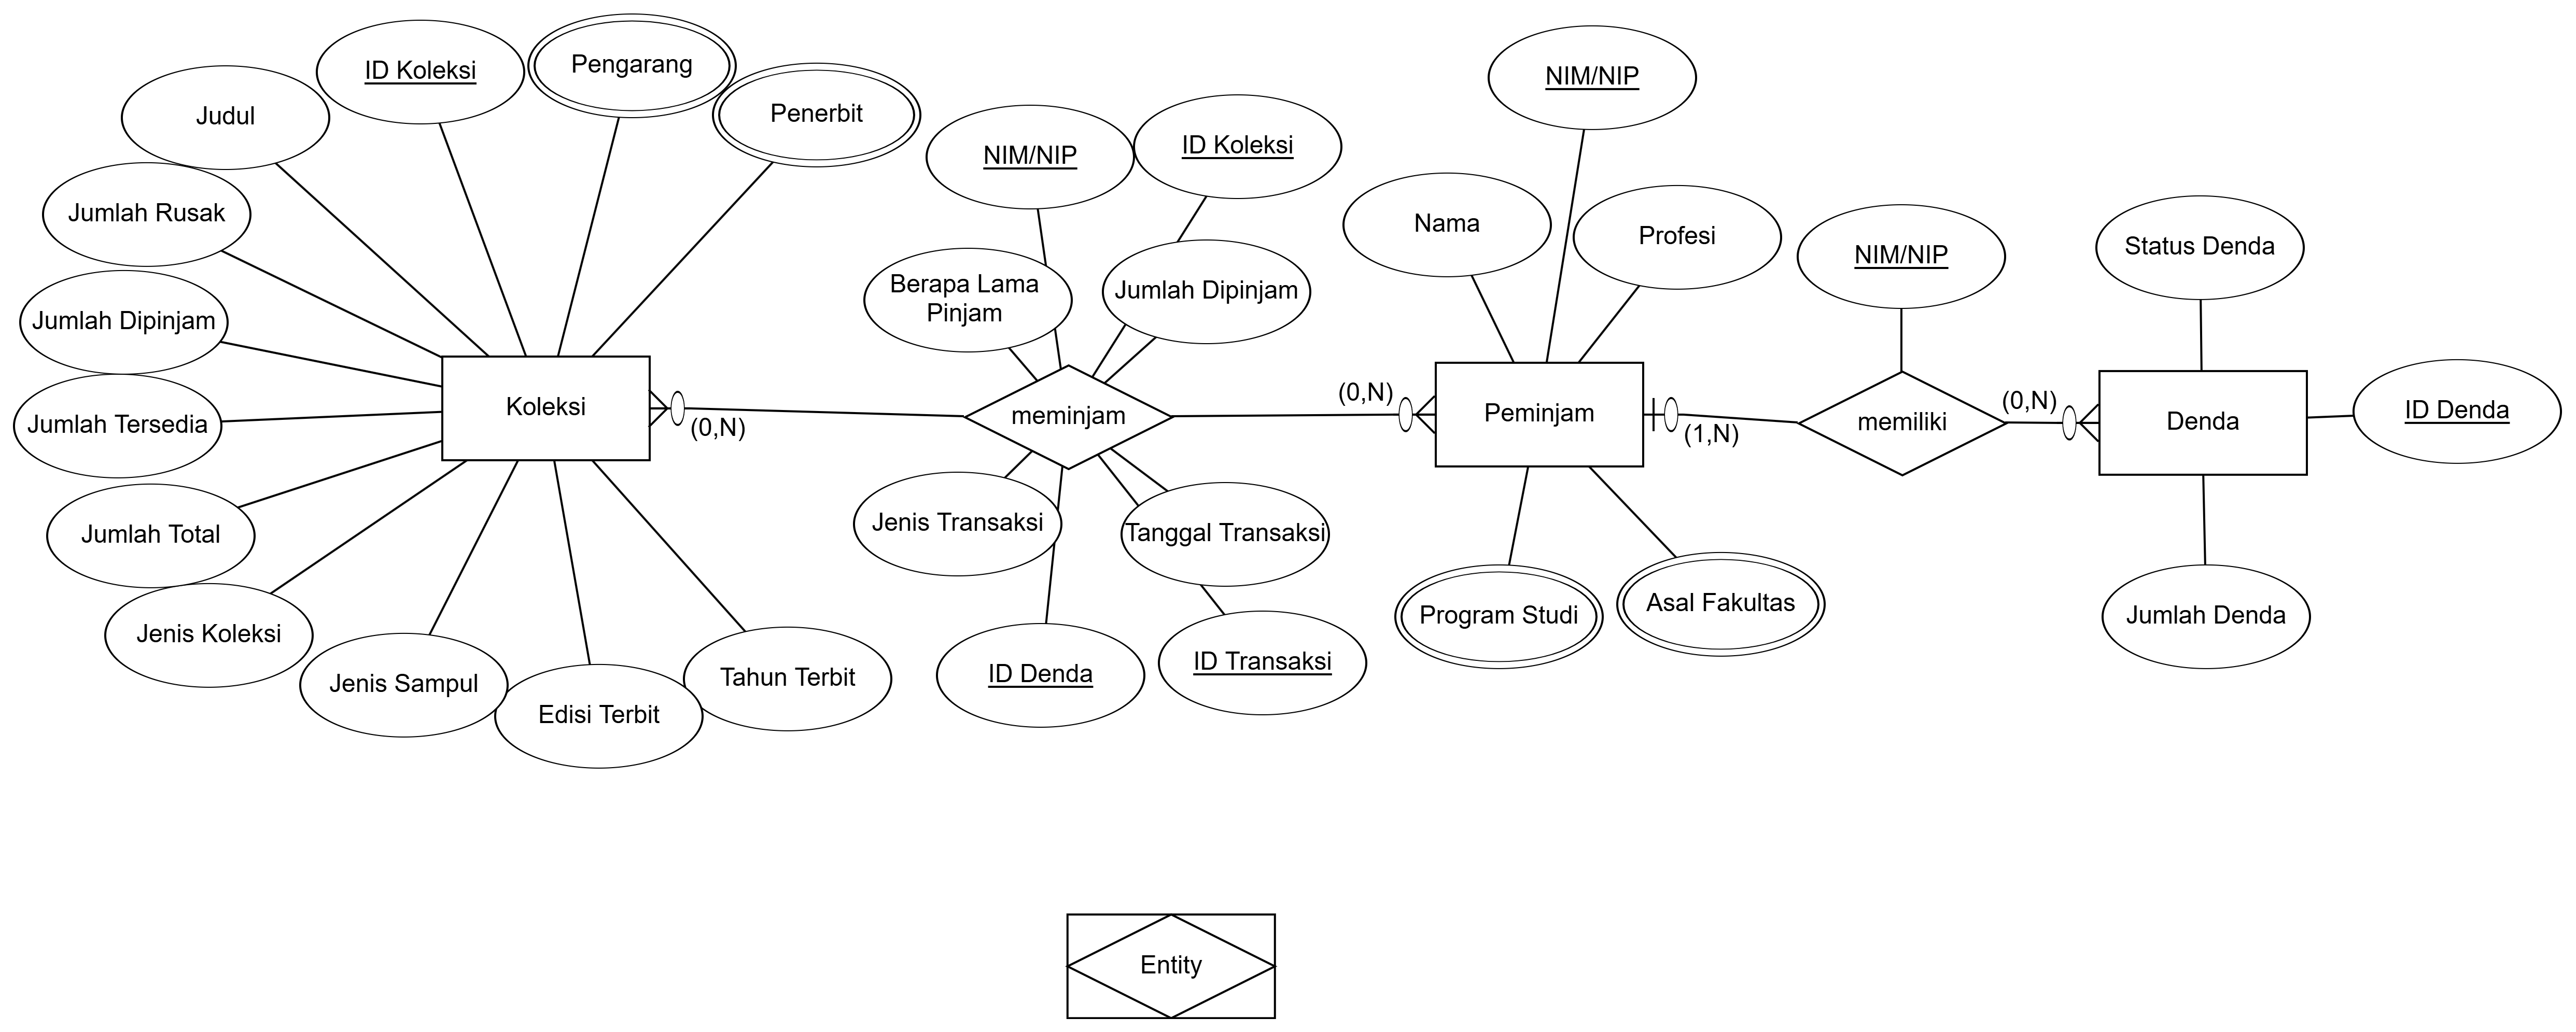 ID Koleksi
Pengarang
Penerbit
Judul
Jumlah Rusak
Jumlah Dipinjam
Jumlah Tersedia
Jumlah Total
Jenis Koleksi
Jenis Sampul
Edisi Terbit
Tahun Terbit
Koleksi
(0,N)
NIM/NIP
ID Koleksi
Berapa Lama
Pinjam
Jumlah Dipinjam
meminjam
Jenis Transaksi
Tanggal Transaksi
ID Denda
ID Transaksi
(0,N)
NIM/NIP
Nama
Profesi
Peminjam
Program Studi
Asal Fakultas
(1,N)
NIM/NIP
memiliki
(0,N)
Status Denda
Denda
ID Denda
Jumlah Denda
Entity